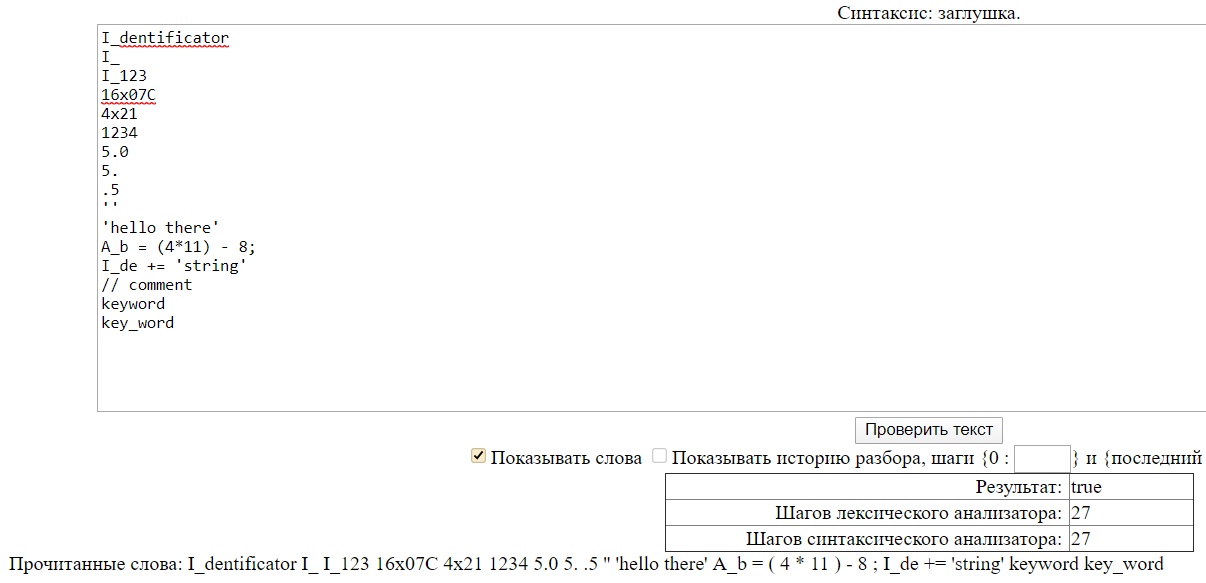 Синтаксис: заглушка.
I_dentificator
I_
I_123
16x07C
4x21
1234
5.0
5.
.5
''
'hello there'
A_b = (4*11) - 8;
I_de += 'string'
// comment
keyword
key_word
Проверить текст
Показывать слова Показывать историю разбора, шаги {0 : } и {последний
Результат: true
Шагов лексического анализатора: 27
Шагов синтаксического анализатора: 27
Прочитанные слова: I_dentificator I_ I_123 16x07C 4x21 1234 5.0 5. .5 '' 'hello there' A_b = ( 4 * 11 ) - 8 ; I_de += 'string' keyword key_word